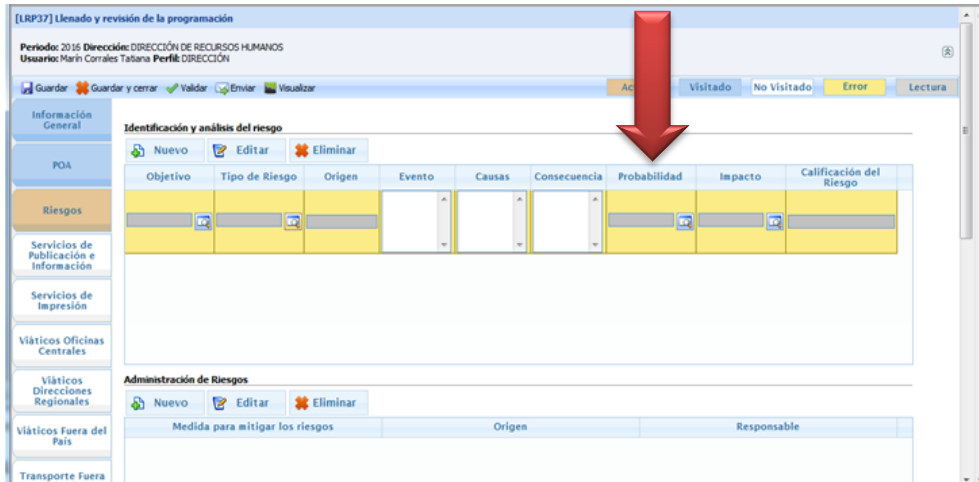 [LRP37] Llenado y revisión de la programación
Periodo: 2016 Dirección: DIRECCIÓN DE RECURSOS HUMANOS
Usuario: Marín Corrales Tatiana Perfil: DIRECCIÓN
Guardar Guardar y cerrar Validar Enviar Visualizar
Visitado No Visitado Error Lectura
Información
General
POA
Riesgos
Servicios de
Publicación e
Información
Servicios de
Impresión
Viáticos Oficinas
Centrales
Viáticos
Direcciones
Regionales
Viáticos Fuera del
País
Transporte Fuera
Identificación y análisis del riesgo
Nuevo Editar Eliminar
Objetivo Tipo de Riesgo Origen Evento Causas Consecuencia Probabilidad Impacto Calificación del
Riesgo
Administración de Riesgos
Nuevo Editar Eliminar
Medida para mitigar los riesgos Origen Responsable